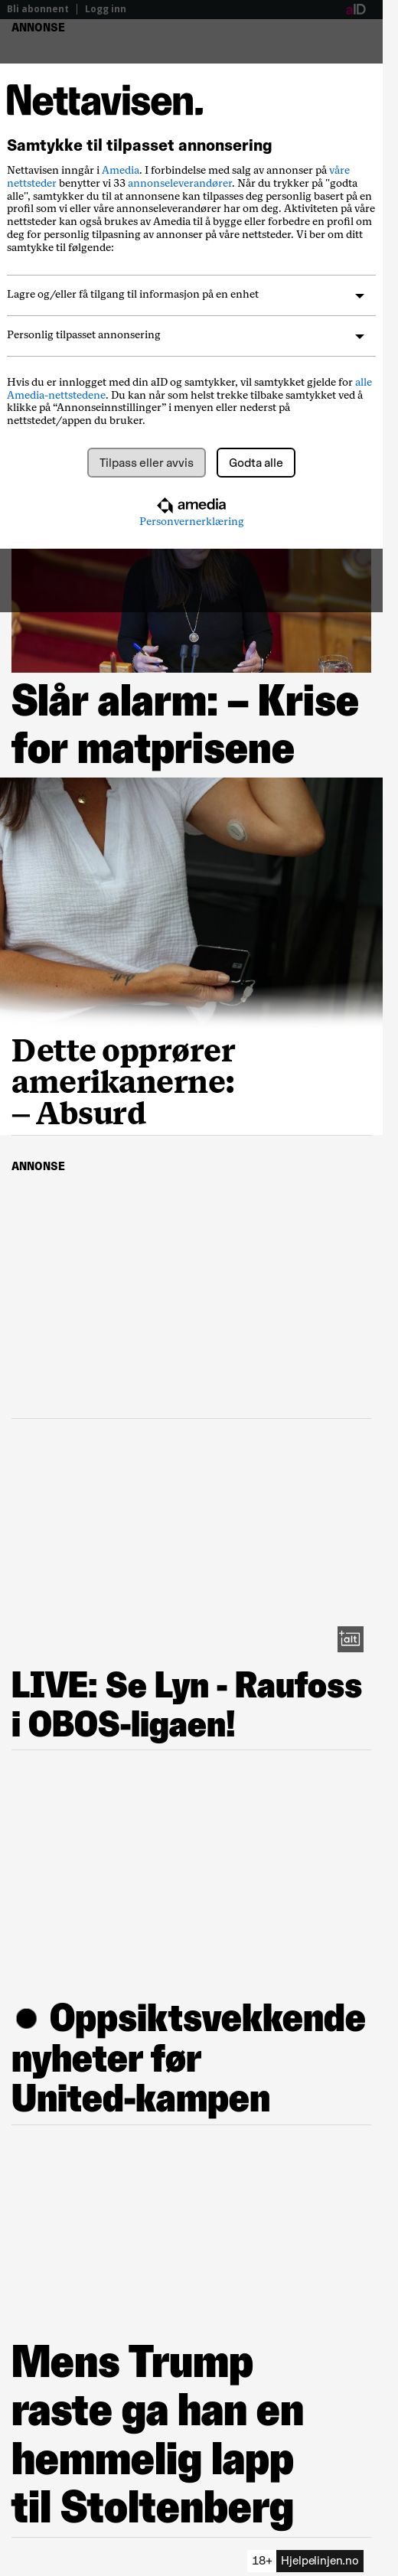 Bli abonnent | Logg inn
aID
ANNONSE
Nettavisen.
Samtykke til tilpasset annonsering
Nettavisen inngår i Amedia. I forbindelse med salg av annonser på våre
nettsteder benytter vi 33 annonseleverandører. Når du trykker på "godta
alle", samtykker du til at annonsene kan tilpasses deg personlig basert på en
profil som vi eller våre annonseleverandører har om deg. Aktiviteten på våre
nettsteder kan også brukes av Amedia til å bygge eller forbedre en profil om
deg for personlig tilpasning av annonser på våre nettsteder. Vi ber om ditt
samtykke til følgende:
Lagre og/eller få tilgang til informasjon på en enhet
Personlig tilpasset annonsering
Hvis du er innlogget med din aID og samtykker, vil samtykket gjelde for alle
Amedia-nettstedene. Du kan når som helst trekke tilbake samtykket ved å
klikke på “Annonseinnstillinger” i menyen eller nederst på
nettstedet/appen du bruker.
Tilpass eller avvis
Godta alle
amedia
Personvernerklæring
Slår alarm: – Krise
for matprisene
Dette opprører
amerikanerne:
– Absurd
ANNONSE
+alt
LIVE: Se Lyn - Raufoss
i OBOS-ligaen!
● Oppsiktsvekkende
nyheter før
United-kampen
Mens Trump
raste ga han en
hemmelig lapp
til Stoltenberg
18+ Hjelpelinjen.no